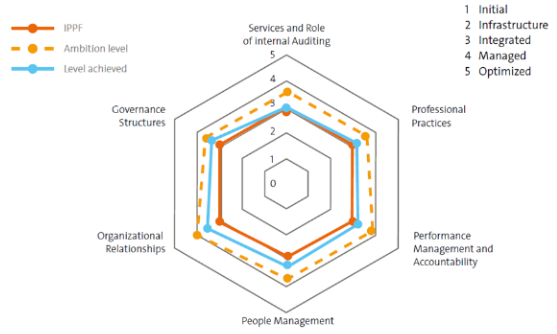 IPPF
Ambition level
Level achieved
Services and Role
of internal Auditing
1 Initial
2 Infrastructure
3 Integrated
4 Managed
5 Optimized
5
4
3
2
1
0
Governance
Structures
Professional
Practices
Organizational
Relationships
Performance
Management and
Accountability
People Management